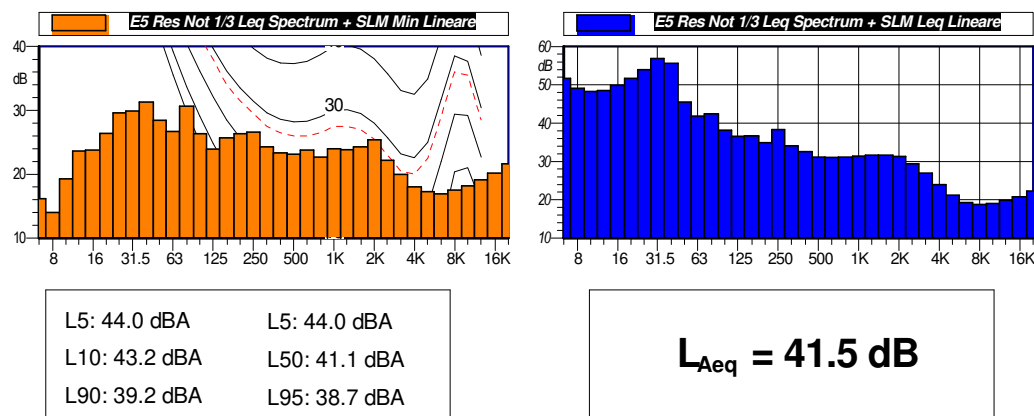 E5 Res Not 1/3 Leq Spectrum + SLM Min Lineare
40
dB
30
20
10
30
8 16 31.5 63 125 250 500 1K 2K 4K 8K 16K
E5 Res Not 1/3 Leq Spectrum + SLM Leq Lineare
60
dB
50
40
30
20
10
8 16 31.5 63 125 250 500 1K 2K 4K 8K 16K
L5: 44.0 dBA L5: 44.0 dBA
L10: 43.2 dBA L50: 41.1 dBA
L90: 39.2 dBA L95: 38.7 dBA
LAeq = 41.5 dB